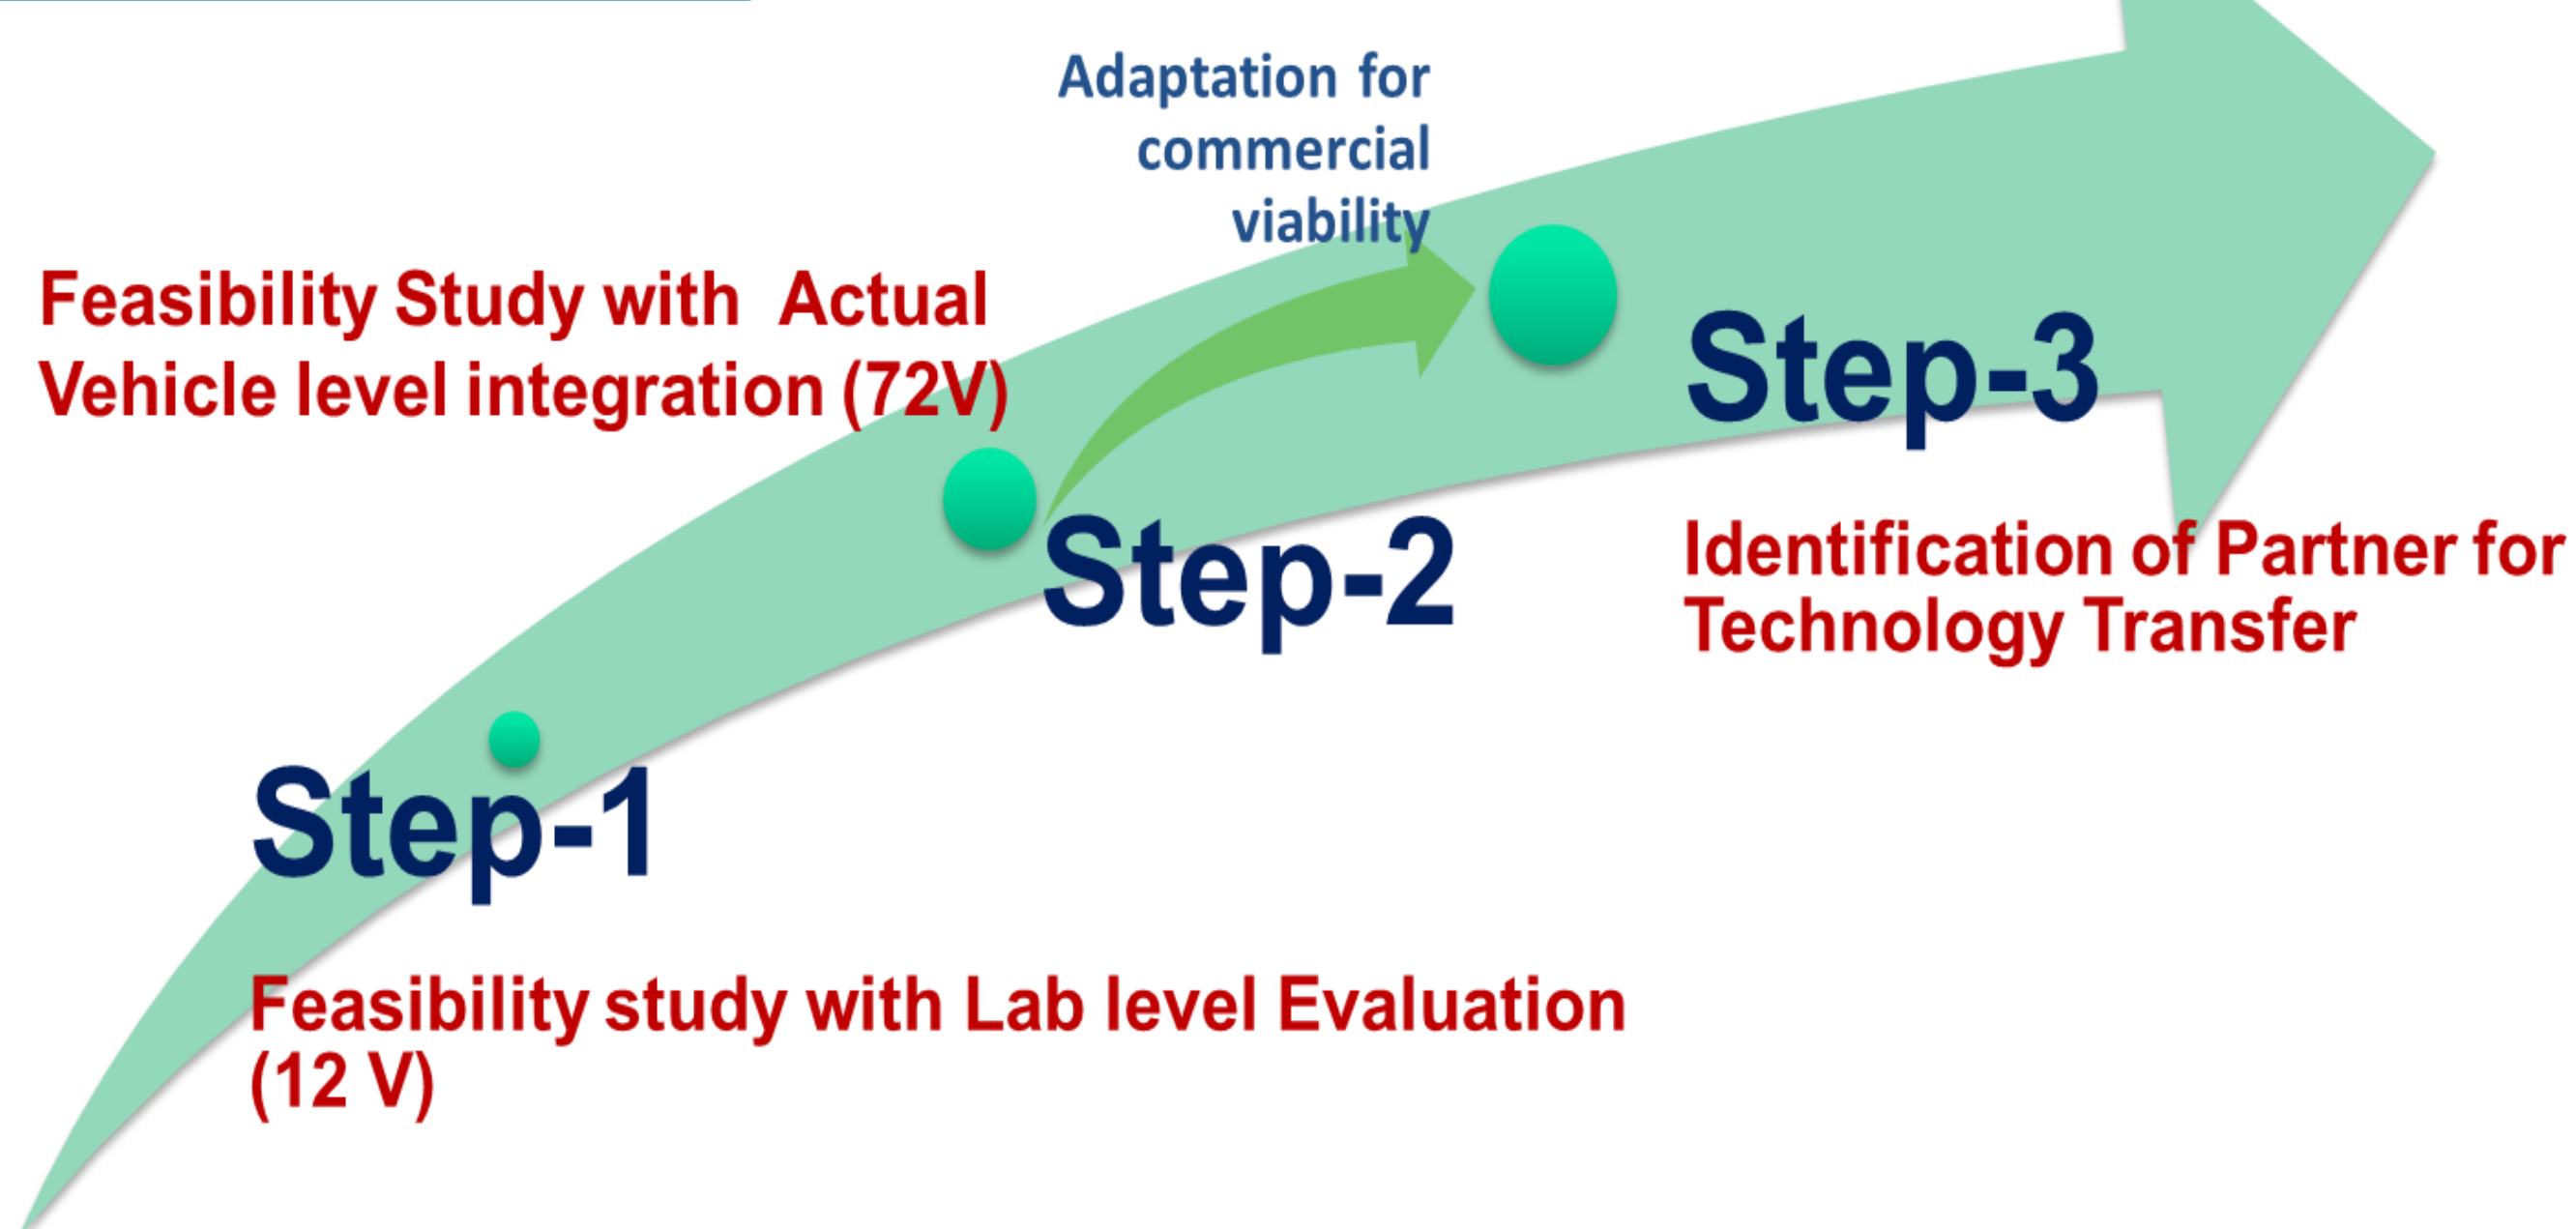 Adaptation for
commercial
viability
Feasibility Study with Actual
Vehicle level integration (72V)
Step-3
Identification of Partner for
Technology Transfer
Step-2
Step-1
Feasibility study with Lab level Evaluation
(12 V)